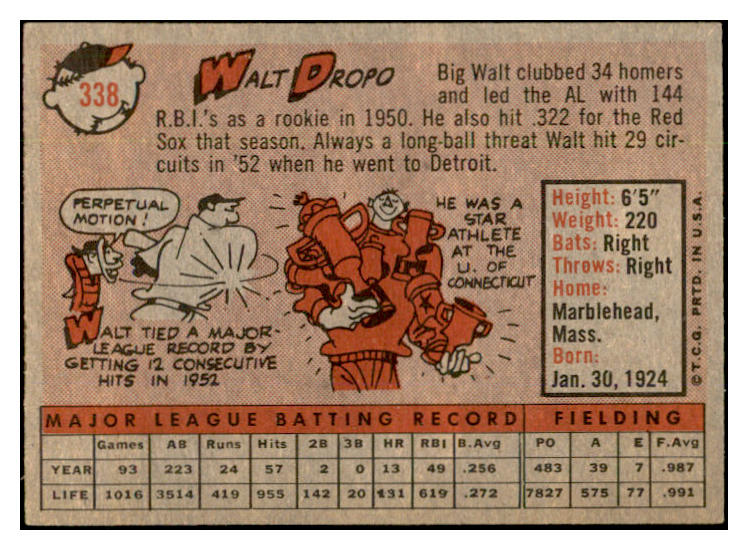 338
WALT DROPO
Big Walt clubbed 34 homers
and led the AL with 144
R.B.I.'s as a rookie in 1950. He also hit .322 for the Red
Sox that season. Always a long-ball threat Walt hit 29 cir-
cuits in '52 when he went to Detroit.
PERPETUAL
MOTION!
WALT TIED A MAJOR-
LEAGUE RECORD BY
GETTING 12 CONSECUTIVE
HITS IN 1952
HE WAS A
STAR
ATHLETE
AT THE
U. OF
CONNECTICUT
Height: 6'5"
Weight: 220
Bats: Right
Throws: Right
Home:
Marblehead,
Mass.
Born:
Jan. 30, 1924
© T.C.G. PRTD. IN U.S.A.
MAJOR LEAGUE BATTING RECORD FIELDING
Games AB Runs Hits 2B 3B HR RBI B.Avg PO A E F.Avg
YEAR 93 223 24 57 2 0 13 49 .256 483 39 7 .987
LIFE 1016 3514 419 955 142 20 131 619 .272 7827 575 77 .991